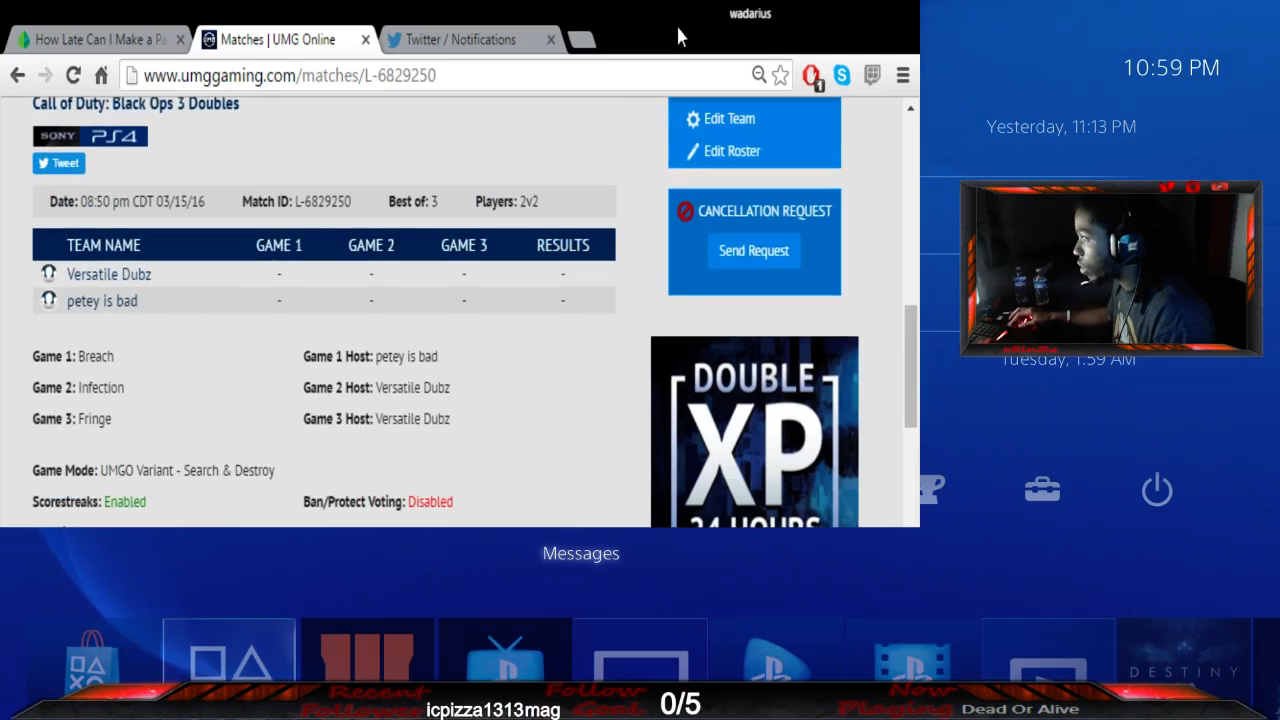 wadarius
How Late Can I Make a Pa
Matches | UMG Online
Twitter / Notifications
www.umggaming.com/matches/L-6829250
1
10:59 PM
Yesterday, 11:13 PM
Tuesday, 1:59 AM
Call of Duty: Black Ops 3 Doubles
SONY PS4
Tweet
Edit Team
Edit Roster
Date: 08:50 pm CDT 03/15/16 Match ID: L-6829250 Best of: 3 Players: 2v2
CANCELLATION REQUEST
Send Request
TEAM NAME GAME 1 GAME 2 GAME 3 RESULTS
Versatile Dubz - - - -
petey is bad - - - -
Game 1: Breach Game 1 Host: petey is bad
Game 2: Infection Game 2 Host: Versatile Dubz
Game 3: Fringe Game 3 Host: Versatile Dubz
Game Mode: UMGO Variant - Search & Destroy
Scorestreaks: Enabled Ban/Protect Voting: Disabled
DOUBLE
XP
24 HOURS
Messages
DESTINY
Recent
Follower
icpizza1313mag
Follow
Goal
0/5
Now
Playing
Dead Or Alive